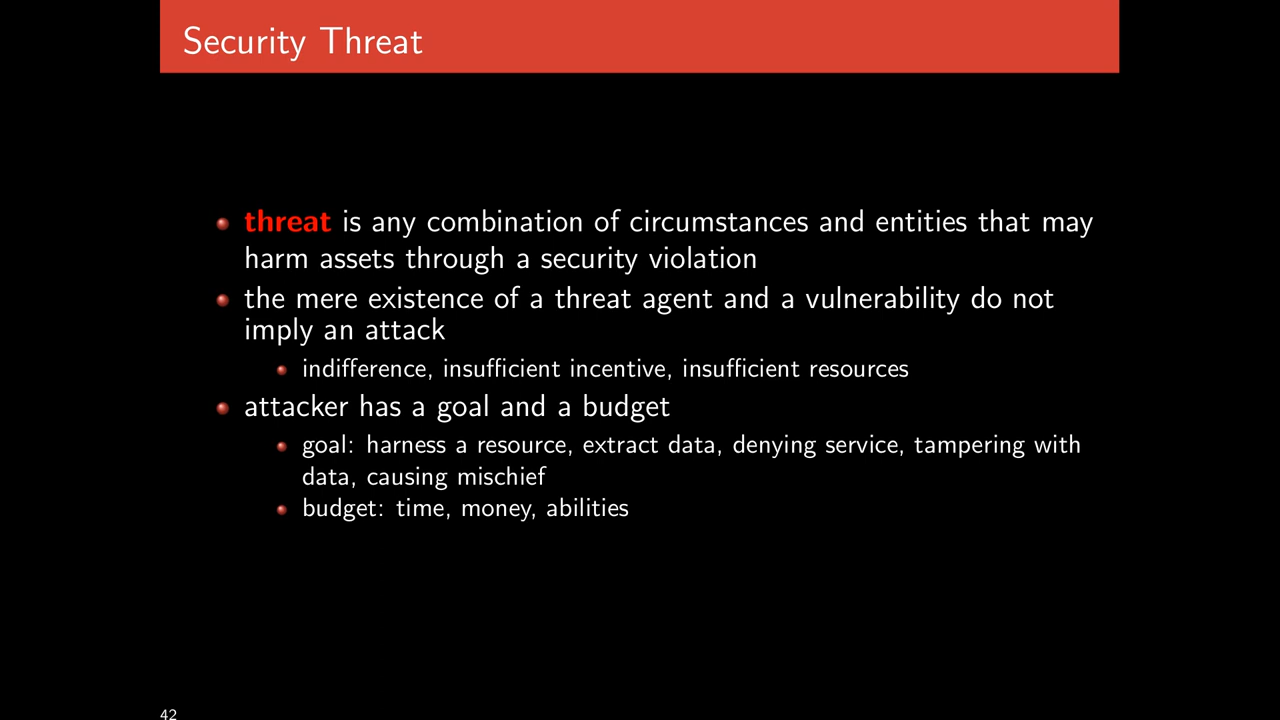 Security Threat
threat is any combination of circumstances and entities that may
harm assets through a security violation
the mere existence of a threat agent and a vulnerability do not
imply an attack
indifference, insufficient incentive, insufficient resources
attacker has a goal and a budget
goal: harness a resource, extract data, denying service, tampering with
data, causing mischief
budget: time, money, abilities
42